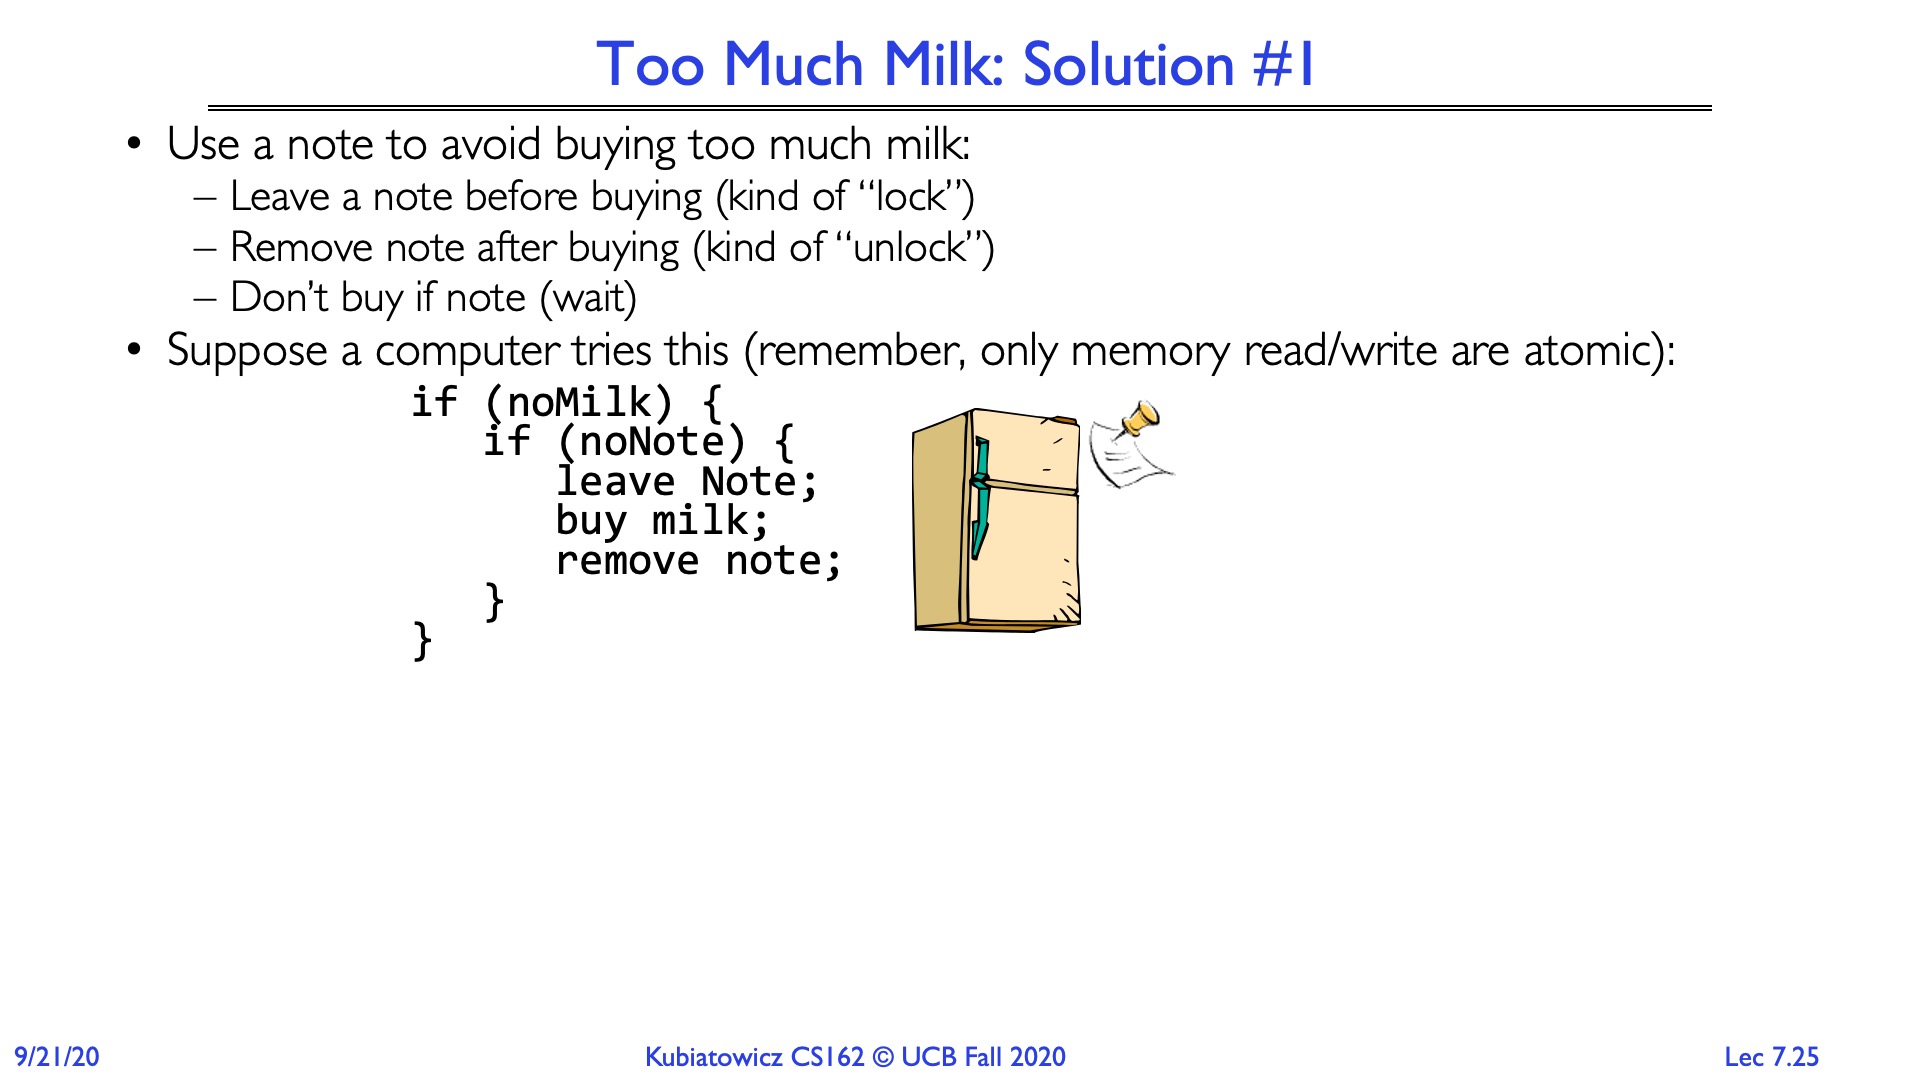 Too Much Milk: Solution #1
• Use a note to avoid buying too much milk:
– Leave a note before buying (kind of “lock”)
– Remove note after buying (kind of “unlock”)
– Don’t buy if note (wait)
• Suppose a computer tries this (remember, only memory read/write are atomic):
if (noMilk) {
if (noNote) {
leave Note;
buy milk;
remove note;
}
}
9/21/20 Kubiatowicz CS162 © UCB Fall 2020 Lec 7.25